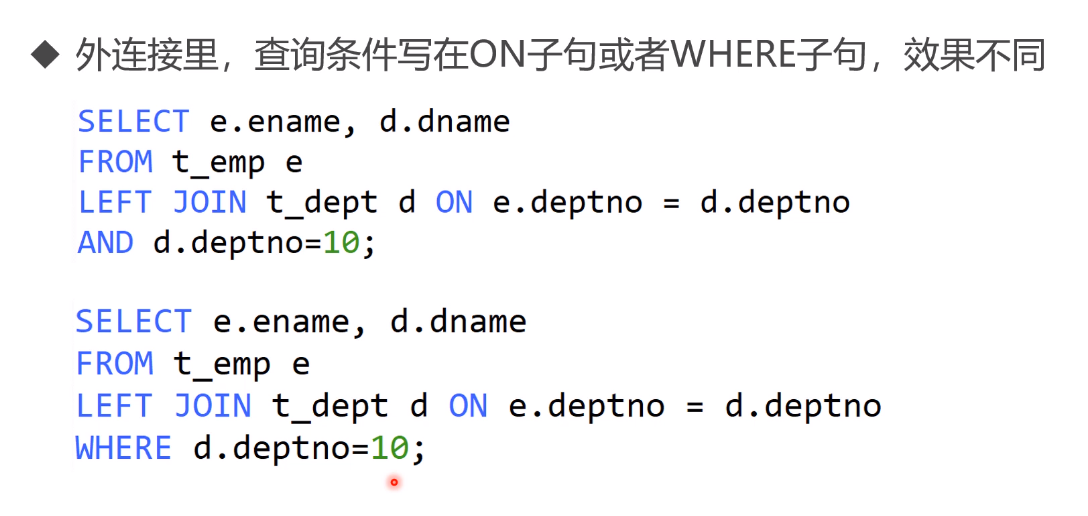 ◆ 外连接里，查询条件写在ON子句或者WHERE子句，效果不同
SELECT e.ename, d.dname
FROM t_emp e
LEFT JOIN t_dept d ON e.deptno = d.deptno
AND d.deptno=10;
SELECT e.ename, d.dname
FROM t_emp e
LEFT JOIN t_dept d ON e.deptno = d.deptno
WHERE d.deptno=10;